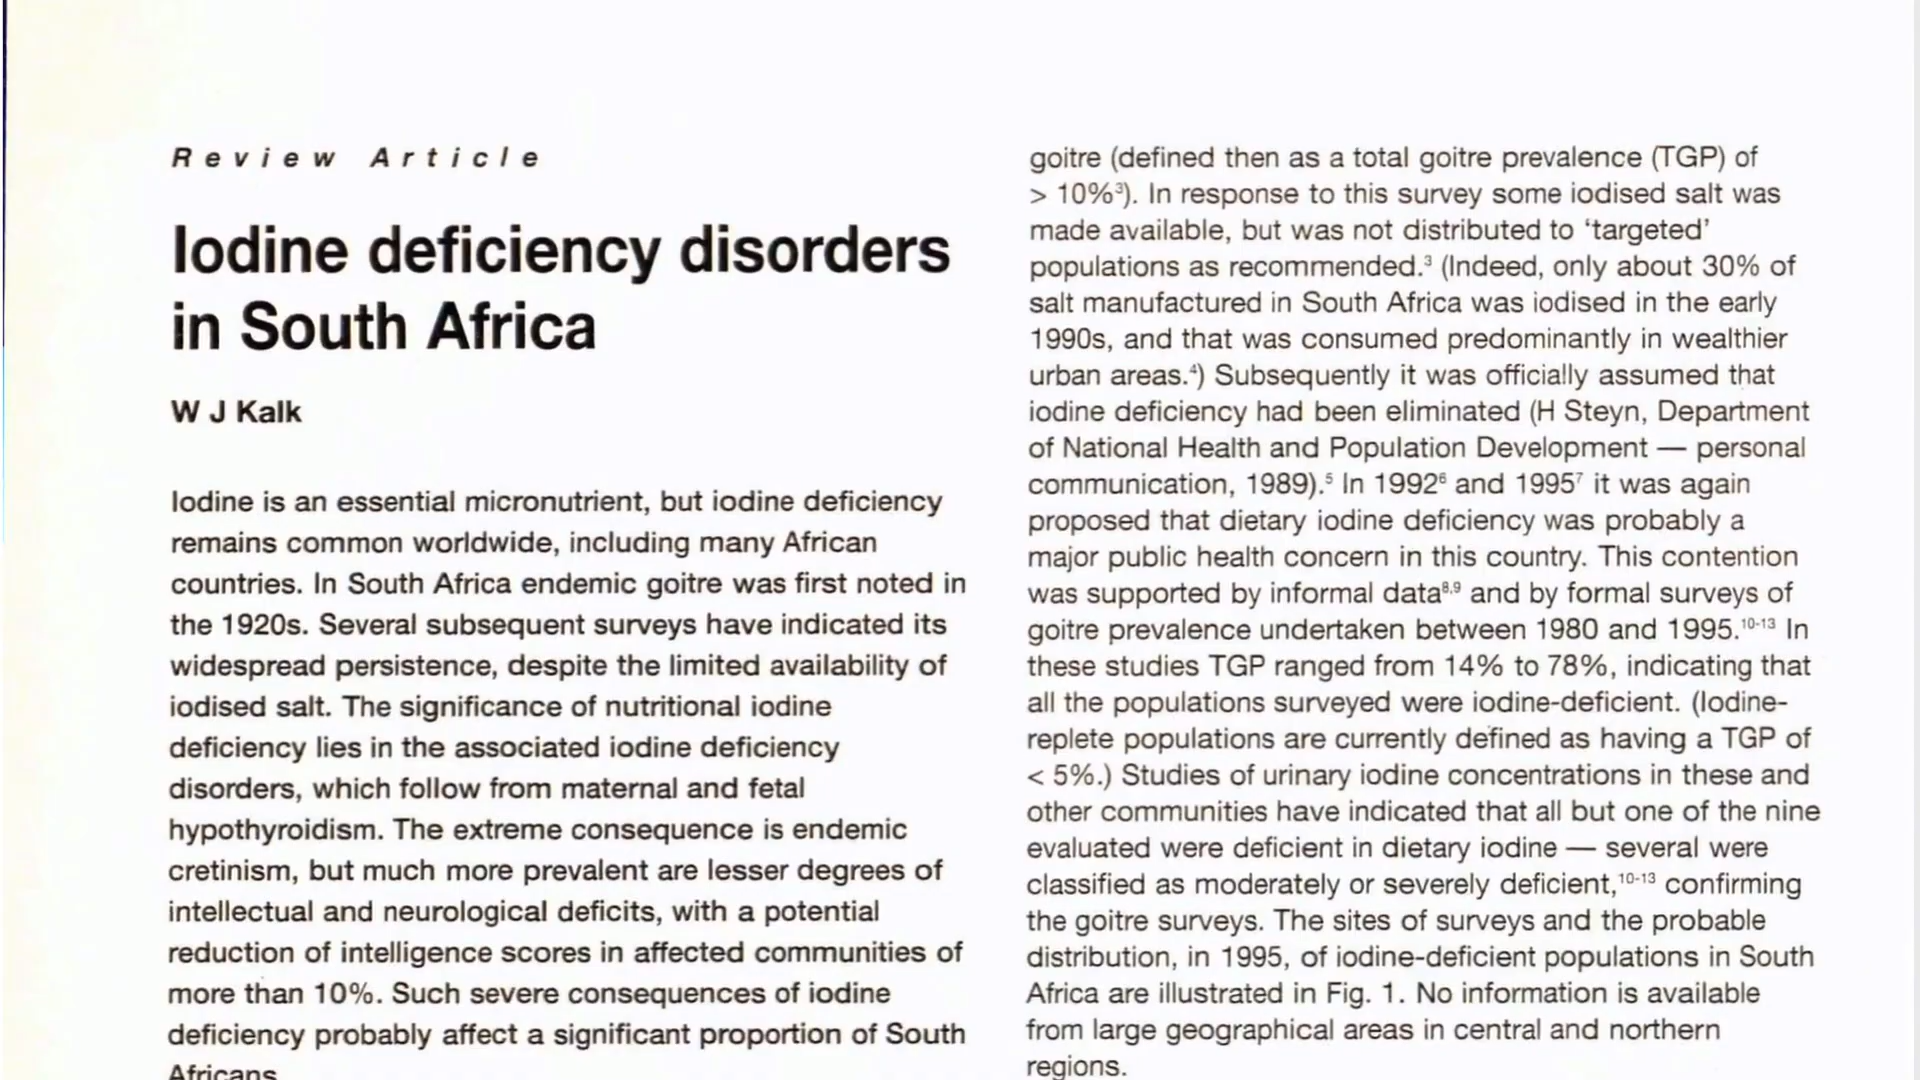 Review Article
Iodine deficiency disorders
in South Africa
W J Kalk
Iodine is an essential micronutrient, but iodine deficiency
remains common worldwide, including many African
countries. In South Africa endemic goitre was first noted in
the 1920s. Several subsequent surveys have indicated its
widespread persistence, despite the limited availability of
iodised salt. The significance of nutritional iodine
deficiency lies in the associated iodine deficiency
disorders, which follow from maternal and fetal
hypothyroidism. The extreme consequence is endemic
cretinism, but much more prevalent are lesser degrees of
intellectual and neurological deficits, with a potential
reduction of intelligence scores in affected communities of
more than 10%. Such severe consequences of iodine
deficiency probably affect a significant proportion of South
Africans.
goitre (defined then as a total goitre prevalence (TGP) of
> 10%³). In response to this survey some iodised salt was
made available, but was not distributed to ‘targeted’
populations as recommended.³ (Indeed, only about 30% of
salt manufactured in South Africa was iodised in the early
1990s, and that was consumed predominantly in wealthier
urban areas.⁴) Subsequently it was officially assumed that
iodine deficiency had been eliminated (H Steyn, Department
of National Health and Population Development — personal
communication, 1989).⁵ In 1992⁶ and 1995⁷ it was again
proposed that dietary iodine deficiency was probably a
major public health concern in this country. This contention
was supported by informal data⁸,⁹ and by formal surveys of
goitre prevalence undertaken between 1980 and 1995.¹⁰⁻¹³ In
these studies TGP ranged from 14% to 78%, indicating that
all the populations surveyed were iodine-deficient. (Iodine-
replete populations are currently defined as having a TGP of
< 5%.) Studies of urinary iodine concentrations in these and
other communities have indicated that all but one of the nine
evaluated were deficient in dietary iodine — several were
classified as moderately or severely deficient,¹⁰⁻¹³ confirming
the goitre surveys. The sites of surveys and the probable
distribution, in 1995, of iodine-deficient populations in South
Africa are illustrated in Fig. 1. No information is available
from large geographical areas in central and northern
regions.